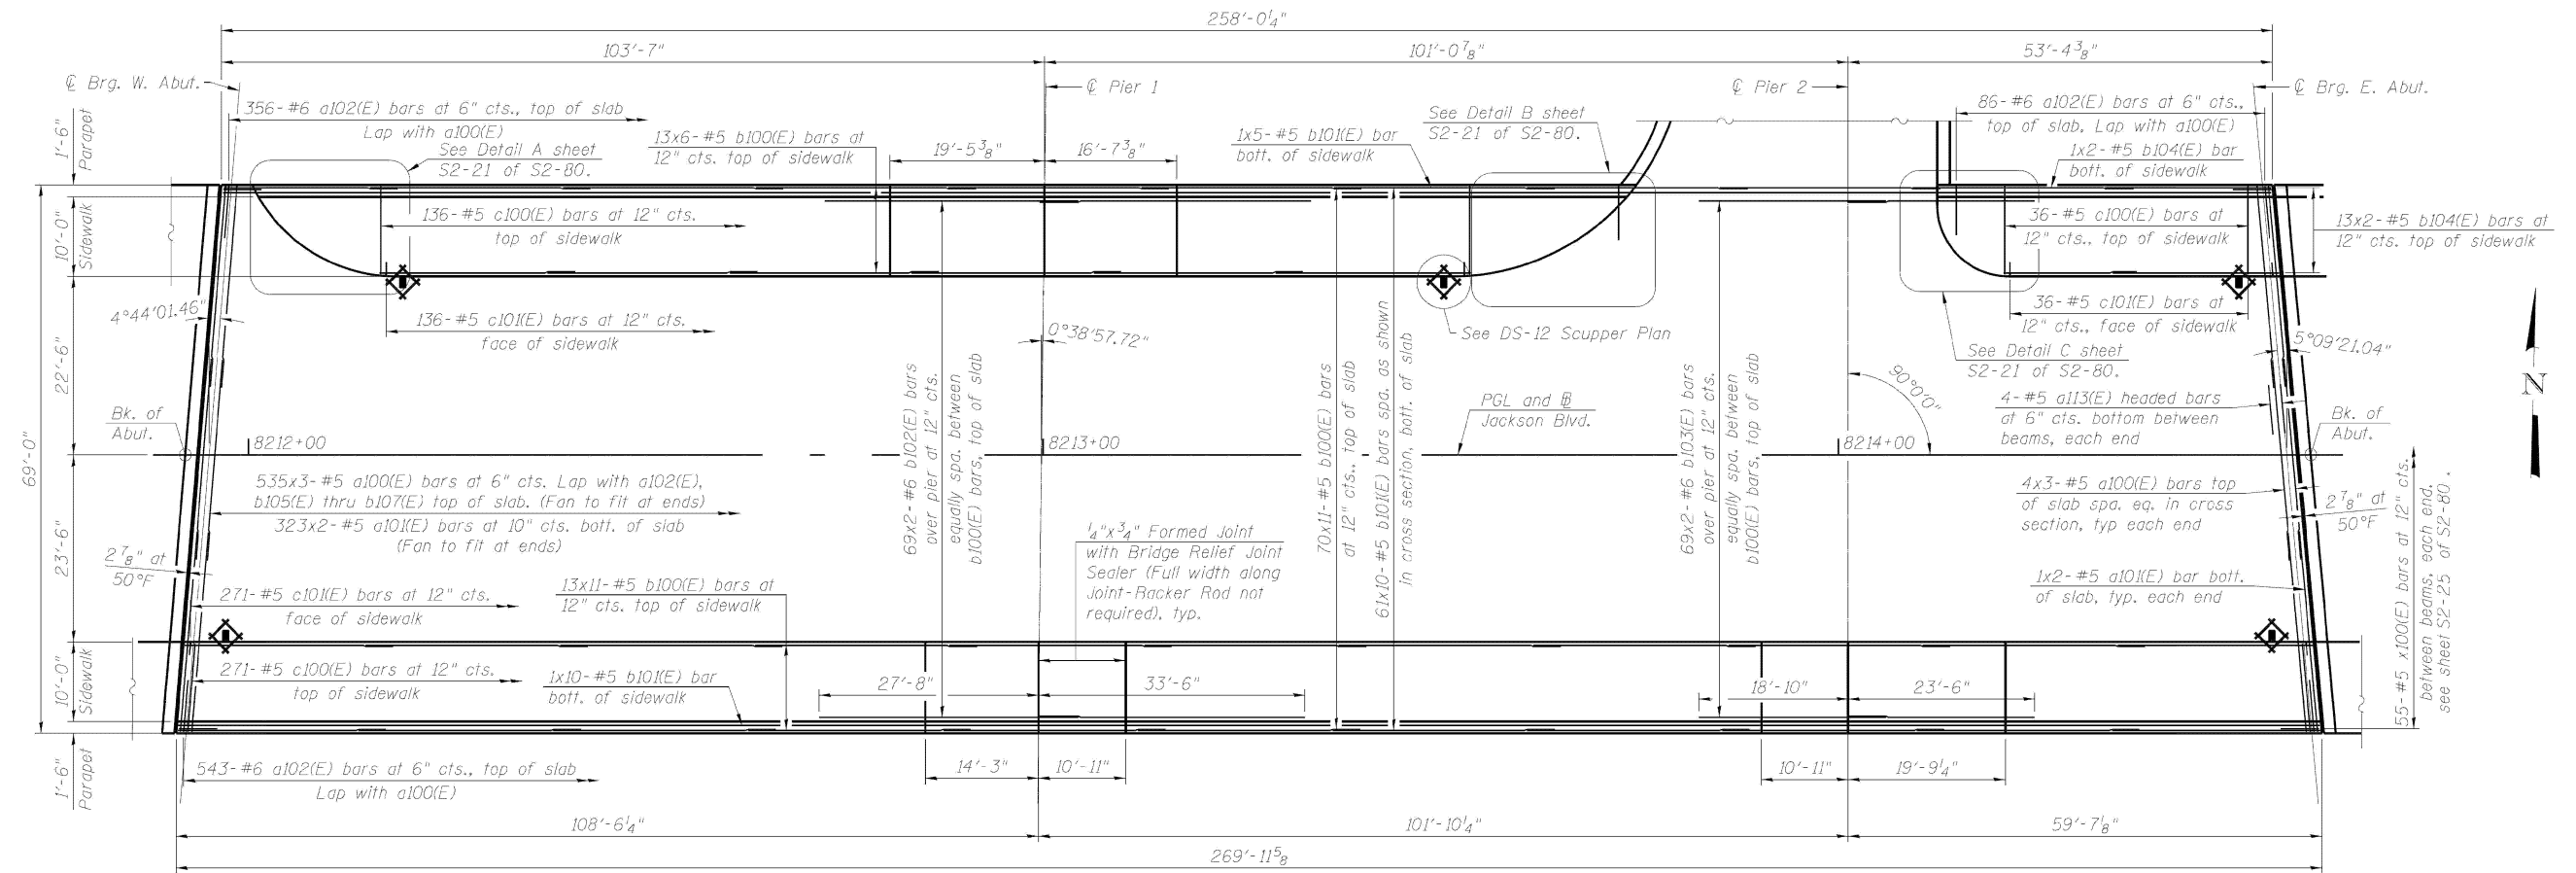 258'-0¼"
103'-7"
101'-0⅞"
53'-4⅜"
℄ Brg. W. Abut.
℄ Pier 1
℄ Pier 2
℄ Brg. E. Abut.
1'-6"
Parapet
356-#6 a102(E) bars at 6" cts., top of slab
Lap with a100(E)
See Detail A sheet
S2-21 of S2-80.
13x6-#5 b100(E) bars at
12" cts. top of sidewalk
19'-5⅜"
16'-7⅜"
1x5-#5 b101(E) bar
bott. of sidewalk
See Detail B sheet
S2-21 of S2-80.
86-#6 a102(E) bars at 6" cts.,
top of slab. Lap with a100(E)
1x2-#5 b104(E) bar
bott. of sidewalk
10'-0"
Sidewalk
136-#5 c100(E) bars at 12" cts.
top of sidewalk
36-#5 c100(E) bars at
12" cts., top of sidewalk
13x2-#5 b104(E) bars at
12" cts. top of sidewalk
4°44'01.46"
136-#5 c101(E) bars at 12" cts.
face of sidewalk
0°38'57.72"
See DS-12 Scupper Plan
36-#5 c101(E) bars at
12" cts., face of sidewalk
5°09'21.04"
See Detail C sheet
S2-21 of S2-80.
22'-6"
69'-0"
69x2-#6 b102(E) bars
over pier at 12" cts.
equally spa. between
b100(E) bars, top of slab
70x11-#5 b100(E) bars
at 12" cts., top of slab
61x10-#5 b101(E) bars spa. as shown
in cross section, bott. of slab
69x2-#6 b103(E) bars
over pier at 12" cts.
equally spa. between
b100(E) bars, top of slab
90°0'0"
PGL and ℄
Jackson Blvd.
4-#5 a113(E) headed bars
at 6" cts. bottom between
beams, each end
N
Bk. of
Abut.
Bk. of
Abut.
8212+00
8213+00
8214+00
535x3-#5 a100(E) bars at 6" cts. Lap with a102(E),
b105(E) thru b107(E) top of slab. (Fan to fit at ends)
323x2-#5 a101(E) bars at 10" cts. bott. of slab
(Fan to fit at ends)
4x3-#5 a100(E) bars top
of slab spa. eq. in cross
section, typ each end
2⅞" at
50°F
55-#5 x100(E) bars at 12" cts.
between beams, each end.
see sheet S2-25 of S2-80.
23'-6"
2⅞" at
50°F
¼"x¾" Formed Joint
with Bridge Relief Joint
Sealer (Full width along
Joint-Backer Rod not
required), typ.
271-#5 c101(E) bars at 12" cts.
face of sidewalk
13x11-#5 b100(E) bars at
12" cts. top of sidewalk
1x2-#5 a101(E) bar bott.
of slab, typ. each end
10'-0"
Sidewalk
271-#5 c100(E) bars at 12" cts.
top of sidewalk
1x10-#5 b101(E) bar
bott. of sidewalk
27'-8"
33'-6"
18'-10"
23'-6"
1'-6"
Parapet
543-#6 a102(E) bars at 6" cts., top of slab
Lap with a100(E)
14'-3"
10'-11"
10'-11"
19'-9¼"
108'-6¼"
101'-10¼"
59'-7⅛"
269'-11⅝